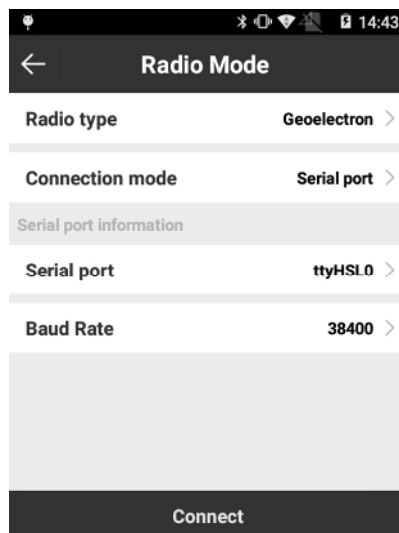 14:43
Radio Mode
Radio type Geoelectron
Connection mode Serial port
Serial port information
Serial port ttyHSL0
Baud Rate 38400
Connect